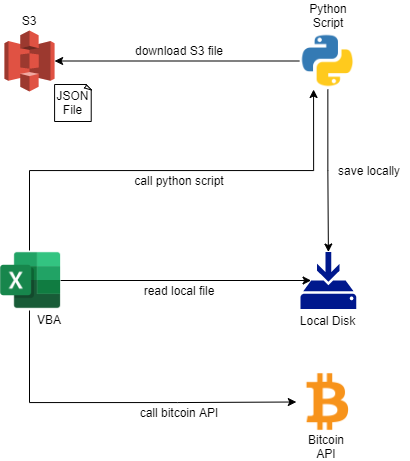 S3
Python
Script
download S3 file
JSON
File
call python script
save locally
X
VBA
read local file
Local Disk
call bitcoin API
Bitcoin
API